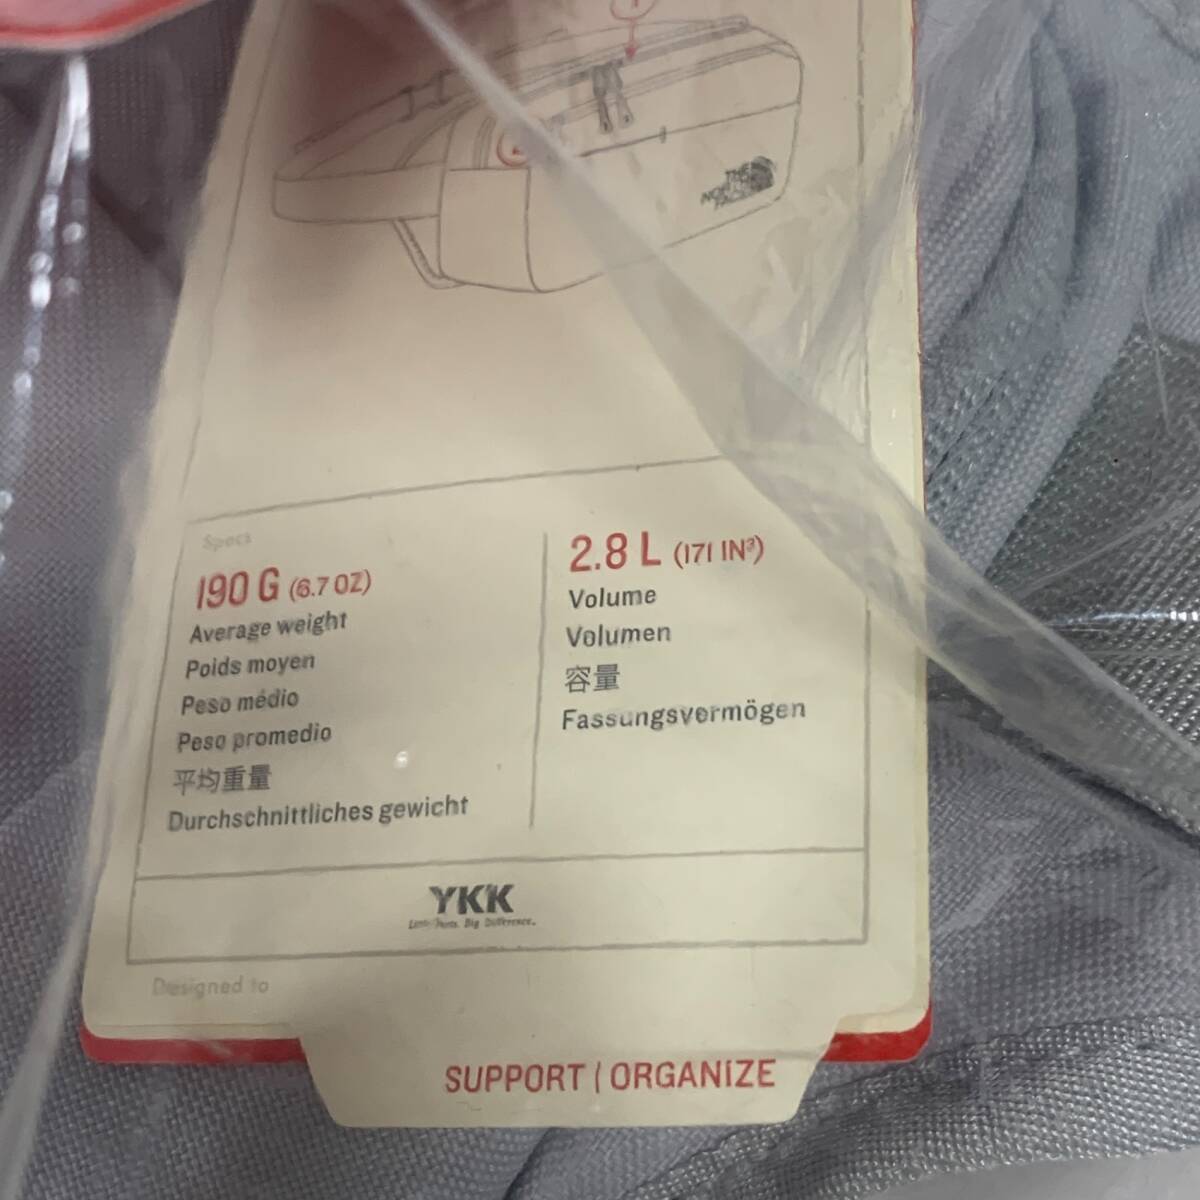 1
2
THE
NORTH
FACE
Specs
190 G (6.7 OZ)
Average weight
Poids moyen
Peso médio
Peso promedio
平均重量
Durchschnittliches gewicht
2.8 L (171 IN³)
Volume
Volumen
容量
Fassungsvermögen
YKK
Little Parts. Big Difference.
Designed to
SUPPORT | ORGANIZE